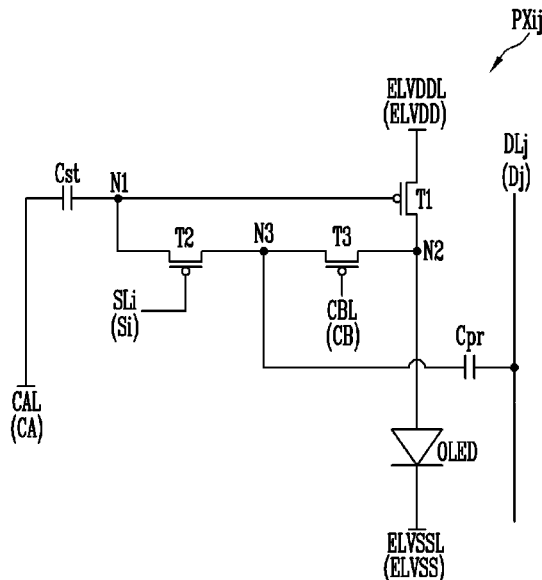 PXij
ELVDDL
(ELVDD)
DLj
(Dj)
Cst
N1
T1
T2
N3
T3
N2
SLi
(Si)
CBL
(CB)
Cpr
CAL
(CA)
OLED
ELVSSL
(ELVSS)